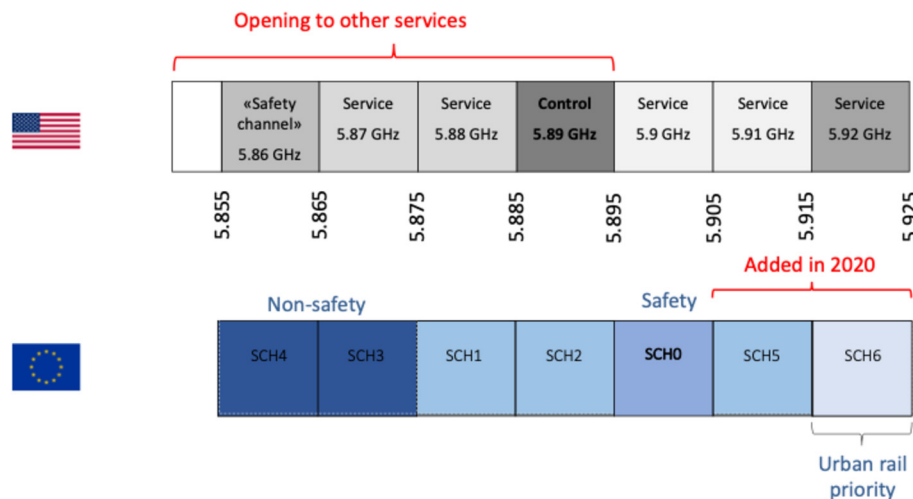 Opening to other services
«Safety channel» 5.86 GHz
Service 5.87 GHz
Service 5.88 GHz
Control 5.89 GHz
Service 5.9 GHz
Service 5.91 GHz
Service 5.92 GHz
5.855
5.865
5.875
5.885
5.895
5.905
5.915
5.925
Added in 2020
Non-safety
Safety
SCH4
SCH3
SCH1
SCH2
SCH0
SCH5
SCH6
Urban rail
priority